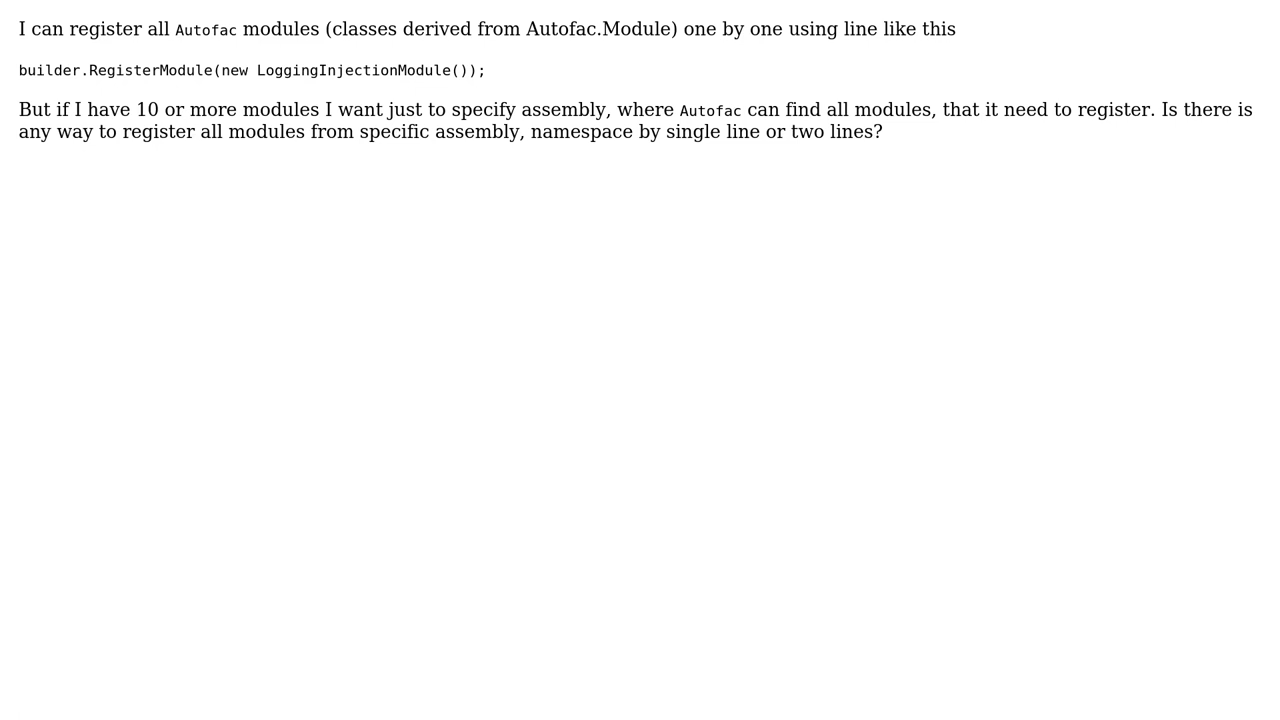 I can register all Autofac modules (classes derived from Autofac.Module) one by one using line like this
builder.RegisterModule(new LoggingInjectionModule());
But if I have 10 or more modules I want just to specify assembly, where Autofac can find all modules, that it need to register. Is there is
any way to register all modules from specific assembly, namespace by single line or two lines?